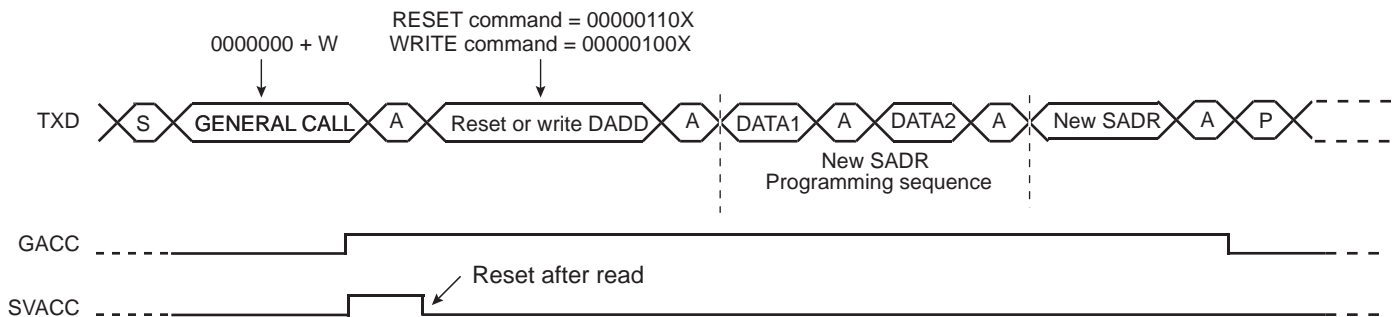 RESET command = 00000110X
0000000 + W
WRITE command = 00000100X
TXD
S
GENERAL CALL
A
Reset or write DADD
A
DATA1
A
DATA2
A
New SADR
A
P
New SADR
Programming sequence
GACC
Reset after read
SVACC